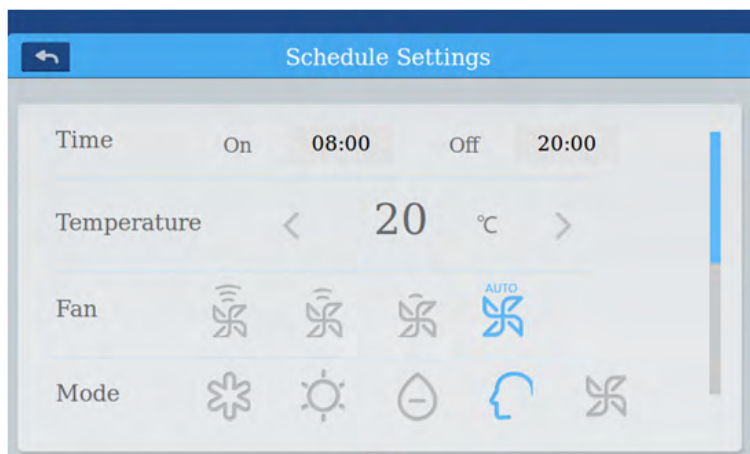 Schedule Settings
Time On 08:00 Off 20:00
Temperature 20 ℃
Fan AUTO
Mode